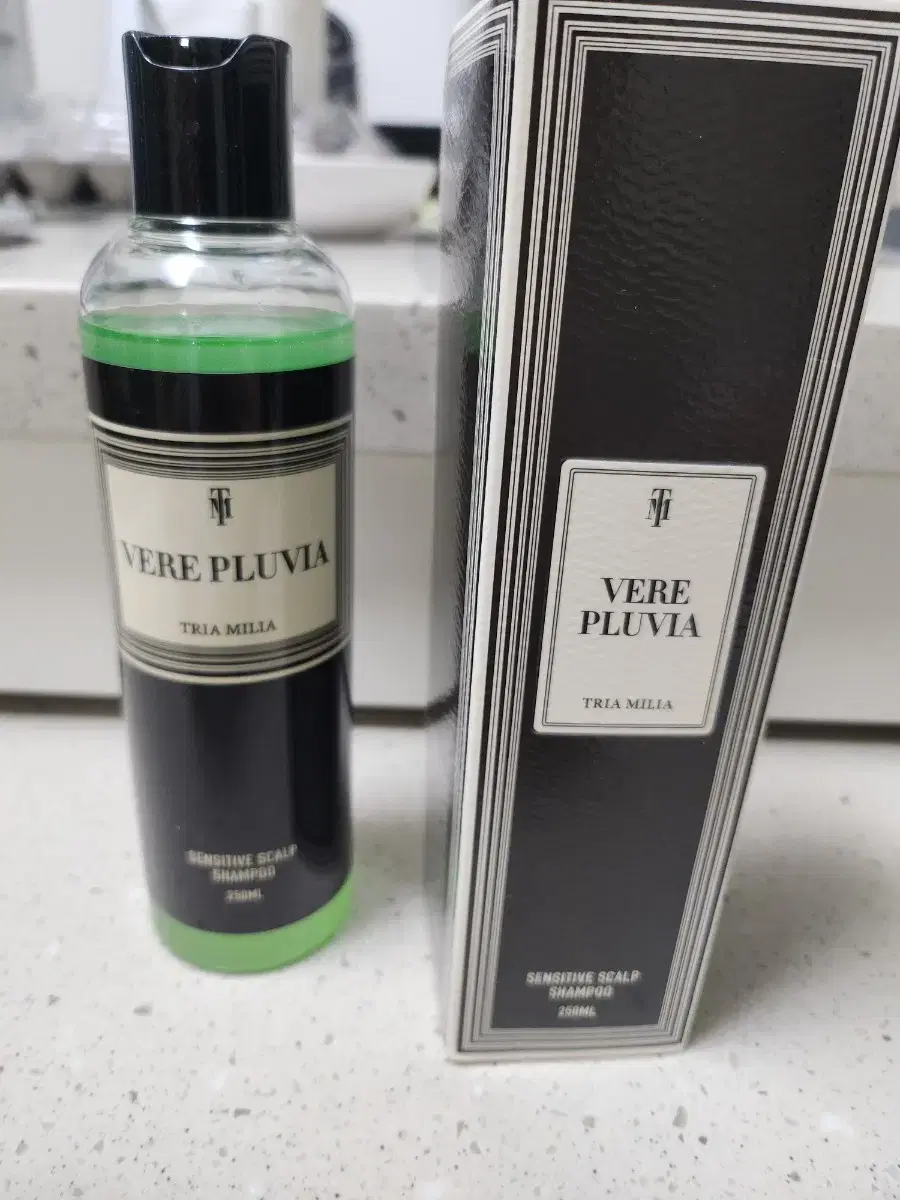 TM
VERE PLUVIA
TRIA MILIA
SENSITIVE SCALP
SHAMPOO
250ML
TM
VERE
PLUVIA
TRIA MILIA
SENSITIVE SCALP
SHAMPOO
250ML